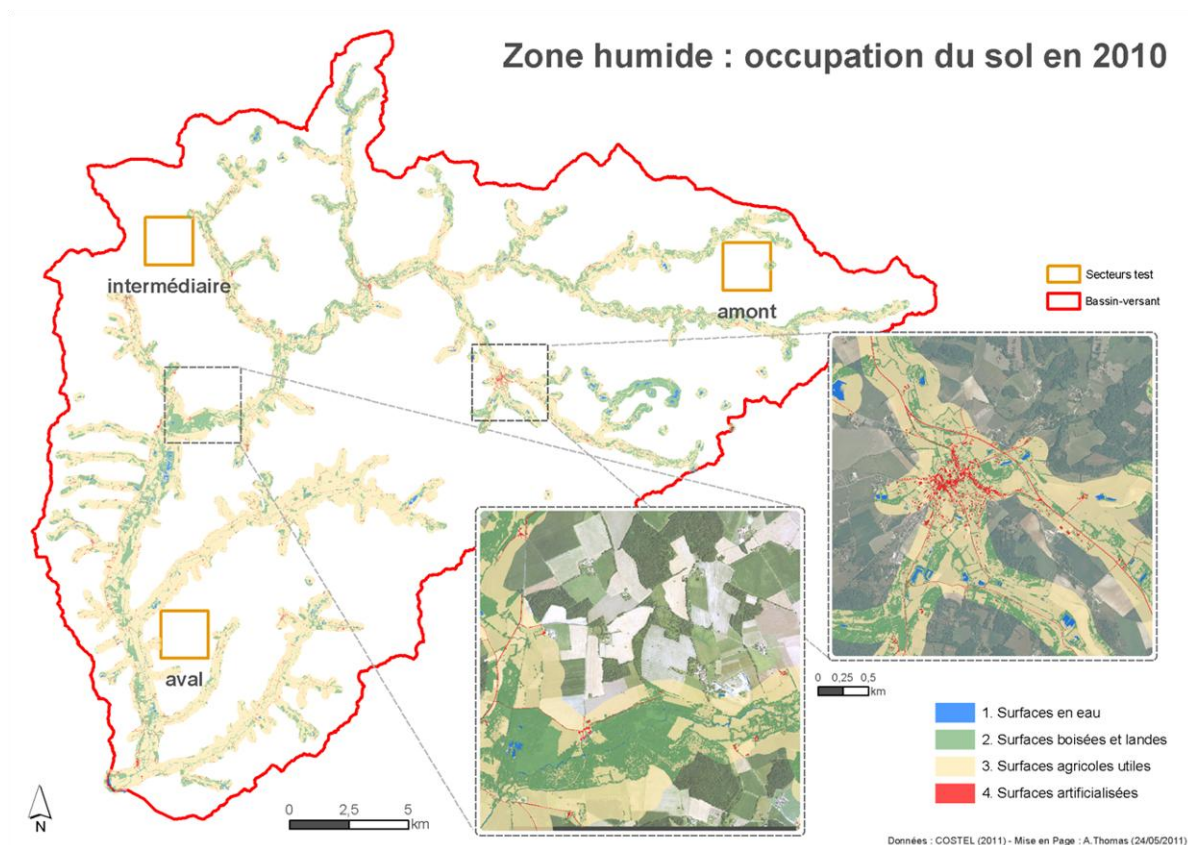 Zone humide : occupation du sol en 2010
intermédiaire
amont
Secteurs test
Bassin-versant
aval
0 0,25 0,5
km
1. Surfaces en eau
2. Surfaces boisées et landes
3. Surfaces agricoles utiles
4. Surfaces artificialisées
N
0 2,5 5
km
Données : COSTEL (2011) - Mise en Page : A.Thomas (24/05/2011)